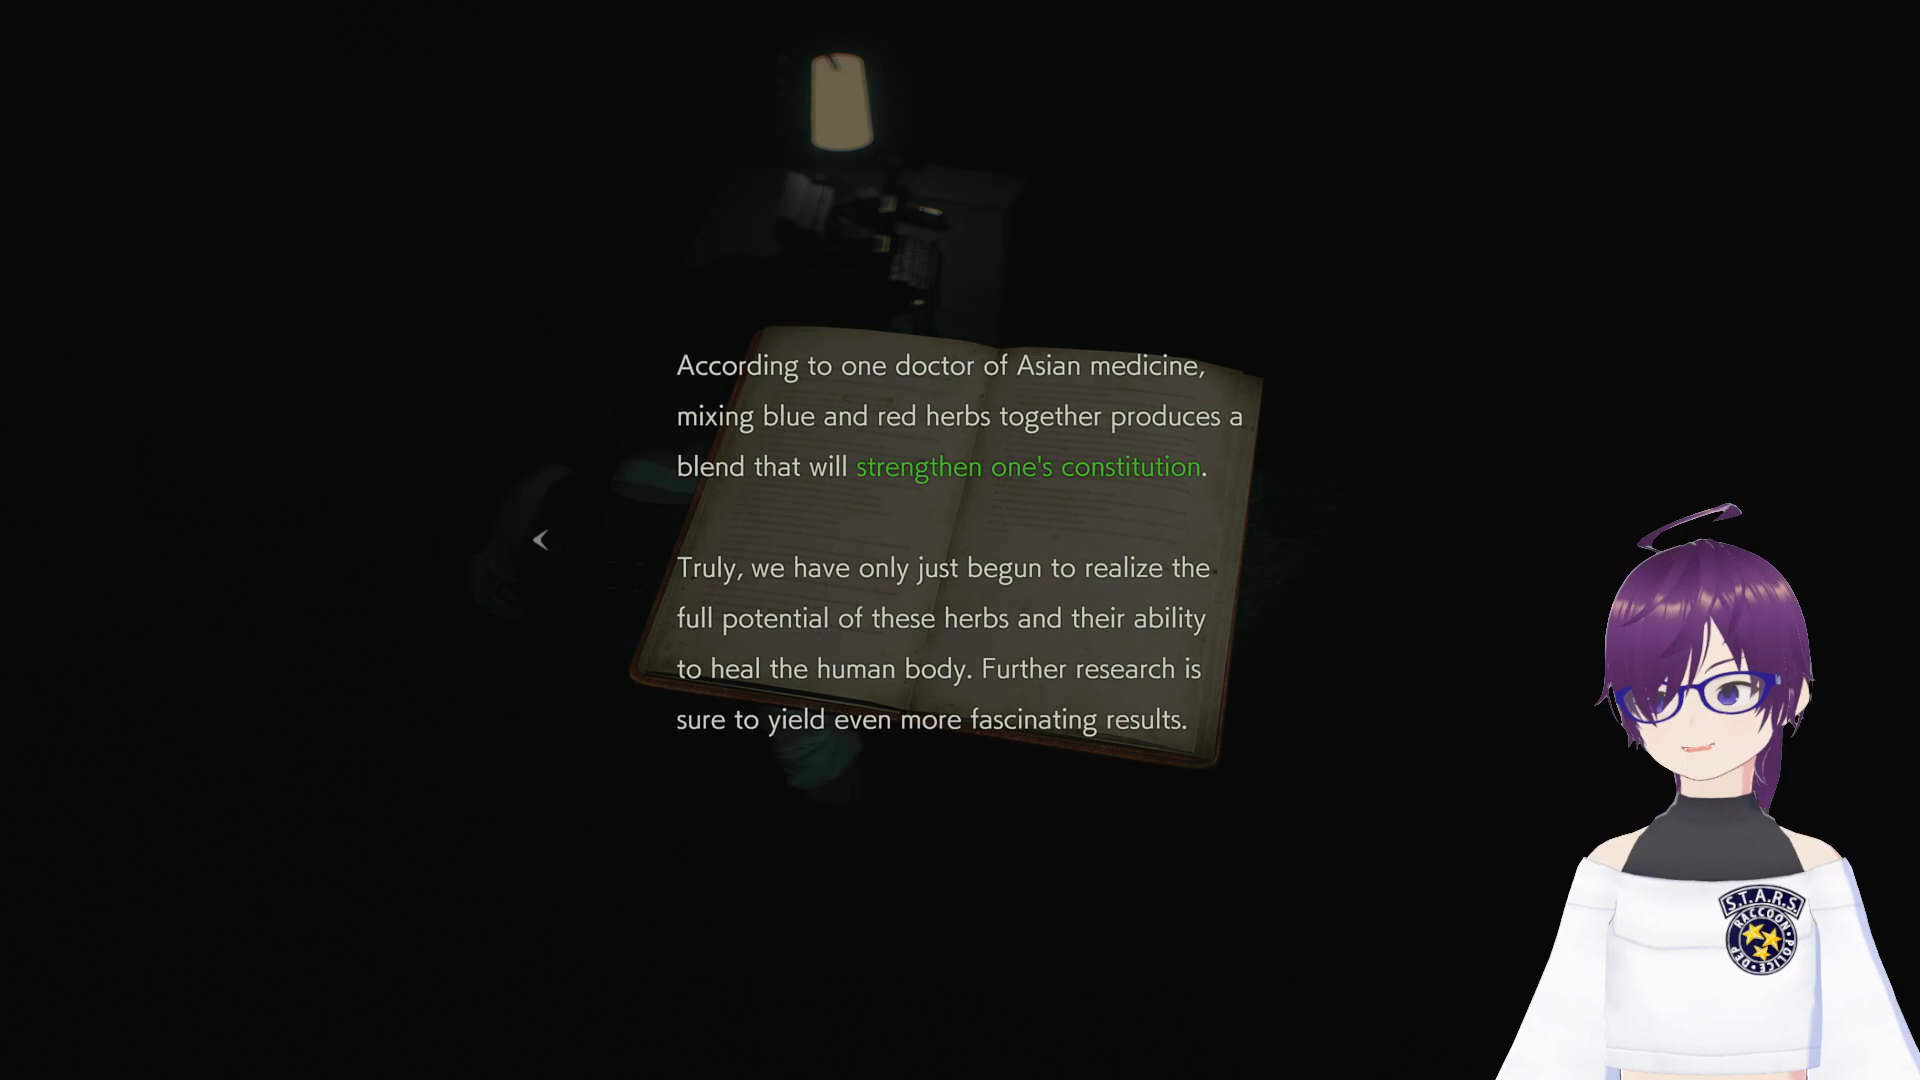 According to one doctor of Asian medicine,
mixing blue and red herbs together produces a
blend that will strengthen one's constitution.
Truly, we have only just begun to realize the
full potential of these herbs and their ability
to heal the human body. Further research is
sure to yield even more fascinating results.
S.T.A.R.S.
RACCOON
POLICE
DEP